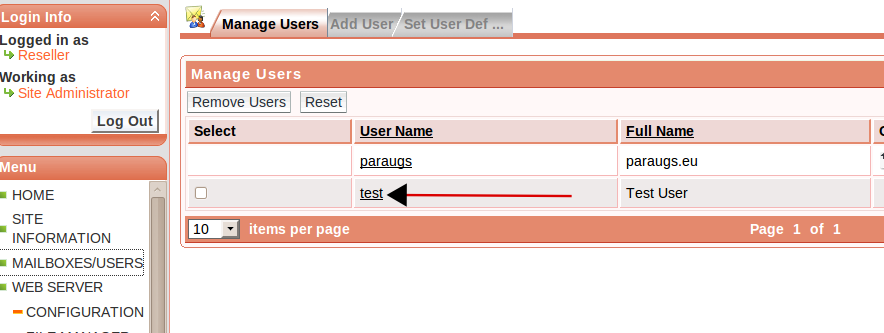 Login Info
Logged in as
Reseller
Working as
Site Administrator
Log Out
Menu
HOME
SITE
INFORMATION
MAILBOXES/USERS
WEB SERVER
CONFIGURATION
Manage Users
Add User
Set User Def ...
Manage Users
Remove Users Reset
Select User Name Full Name
paraugs paraugs.eu
test Test User
10 items per page Page 1 of 1